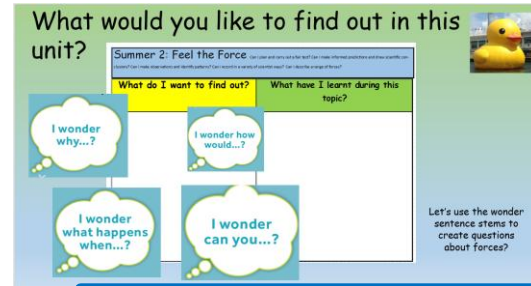 What would you like to find out in this
unit?
Summer 2: Feel the Force
What do I want to find out?
What have I learnt during this
topic?
I wonder
why...?
I wonder how
would...?
I wonder
what happens
when...?
I wonder
can you...?
Let's use the wonder
sentence stems to
create questions
about forces?